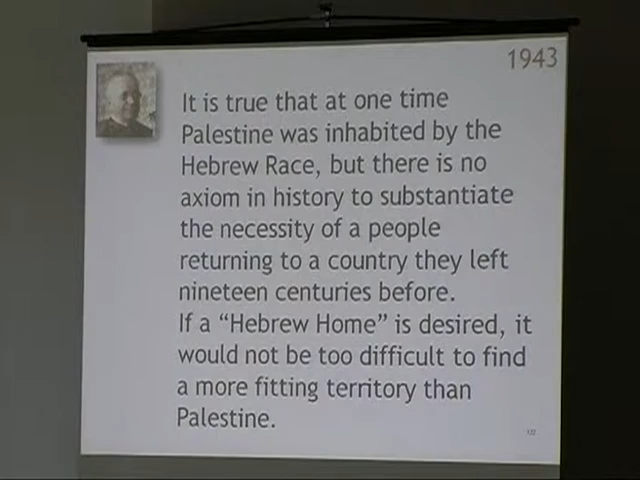 1943
It is true that at one time
Palestine was inhabited by the
Hebrew Race, but there is no
axiom in history to substantiate
the necessity of a people
returning to a country they left
nineteen centuries before.
If a “Hebrew Home” is desired, it
would not be too difficult to find
a more fitting territory than
Palestine.